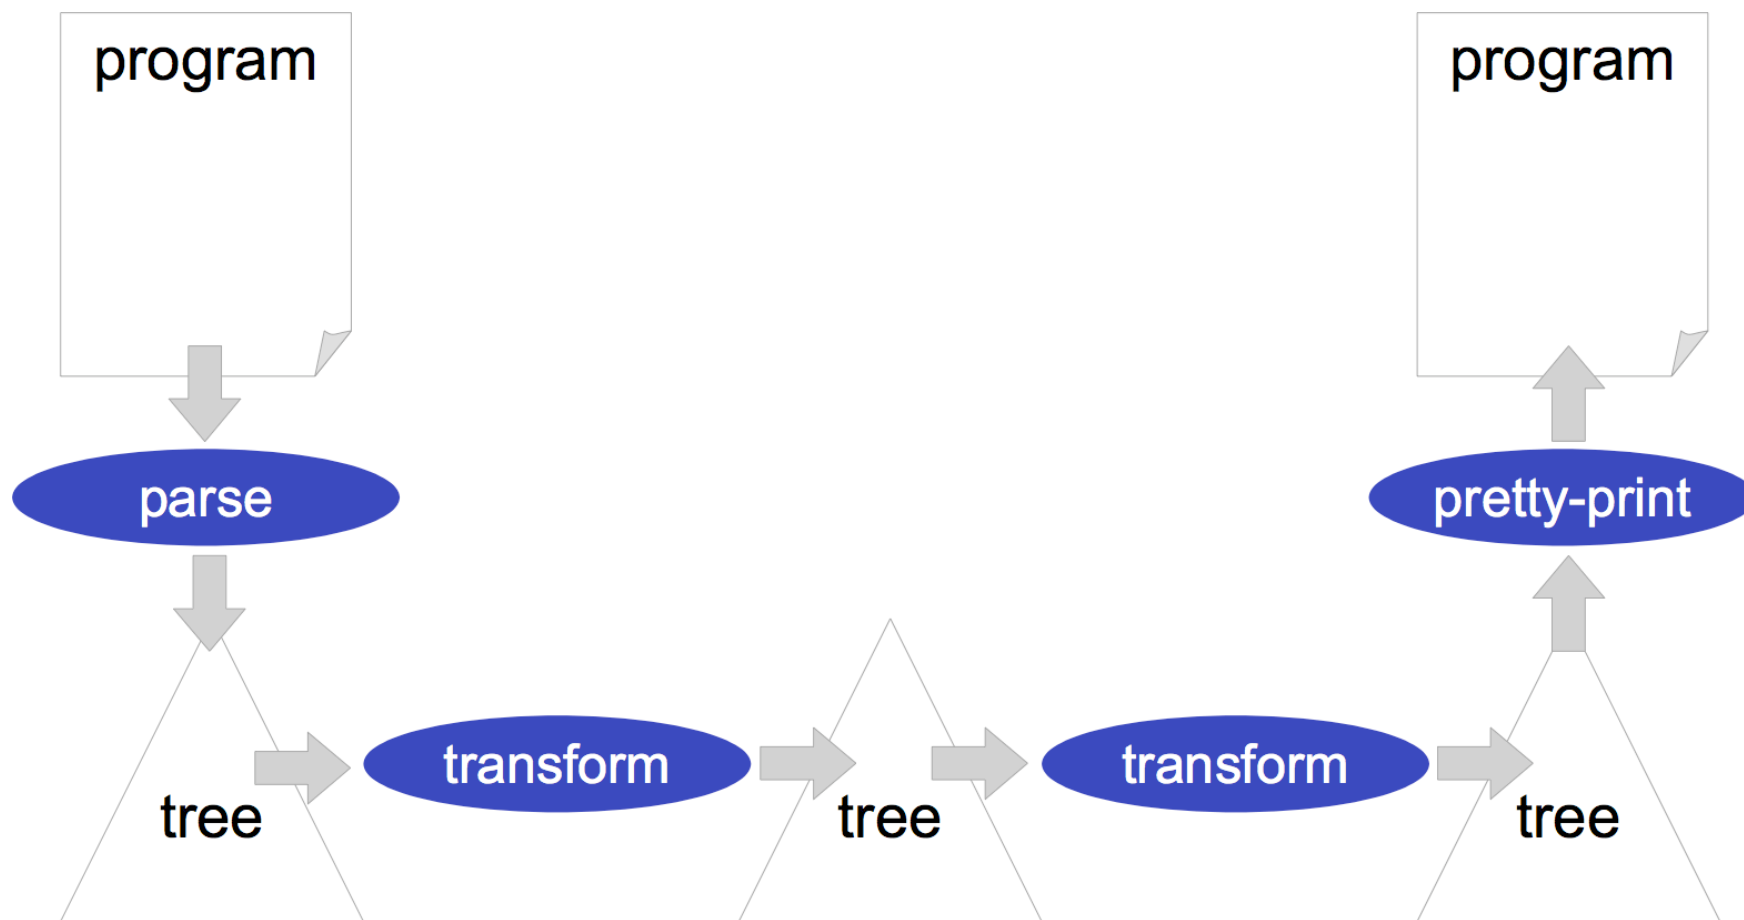 program
program
parse
pretty-print
transform
transform
tree
tree
tree